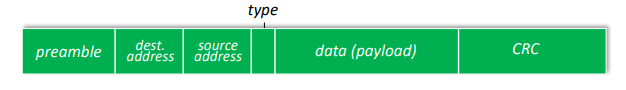 type
preamble
dest.
address
source
address
data (payload)
CRC